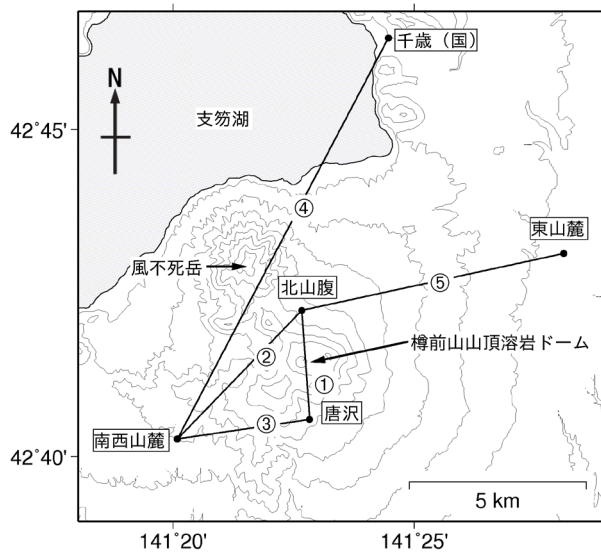 千歳（国）
N
支笏湖
42˚45'
④
東山麓
風不死岳
北山腹
⑤
②
樽前山山頂溶岩ドーム
①
唐沢
③
南西山麓
42˚40'
5 km
141˚20'
141˚25'